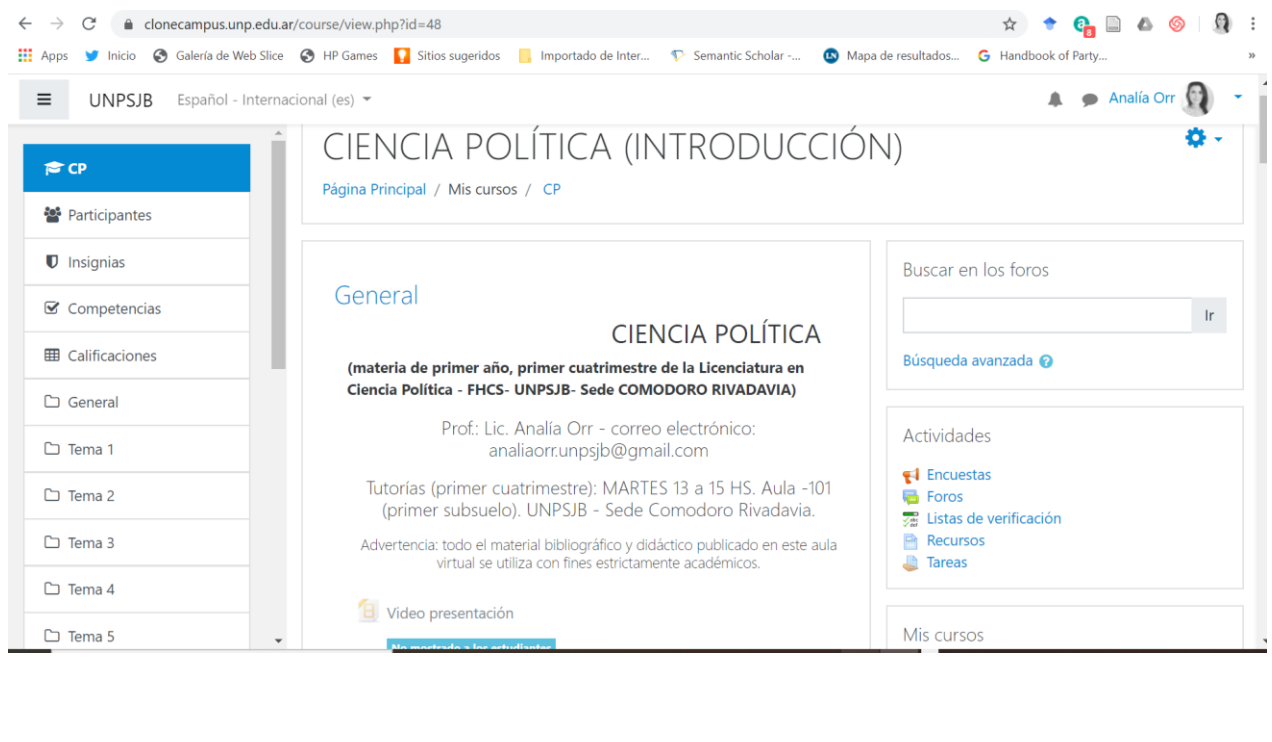 clonecampus.unp.edu.ar/course/view.php?id=48
8
Apps Inicio Galería de Web Slice HP Games Sitios sugeridos Importado de Inter... Semantic Scholar -... LN Mapa de resultados... G Handbook of Party... »
UNPSJB Español - Internacional (es) Analía Orr
CP
Participantes
Insignias
Competencias
Calificaciones
General
Tema 1
Tema 2
Tema 3
Tema 4
Tema 5
CIENCIA POLÍTICA (INTRODUCCIÓN)
Página Principal / Mis cursos / CP
General
CIENCIA POLÍTICA
(materia de primer año, primer cuatrimestre de la Licenciatura en
Ciencia Política - FHCS- UNPSJB- Sede COMODORO RIVADAVIA)
Prof.: Lic. Analía Orr - correo electrónico:
analiaorr.unpsjb@gmail.com
Tutorías (primer cuatrimestre): MARTES 13 a 15 HS. Aula -101
(primer subsuelo). UNPSJB - Sede Comodoro Rivadavia.
Advertencia: todo el material bibliográfico y didáctico publicado en este aula
virtual se utiliza con fines estrictamente académicos.
Video presentación
No mostrado a los estudiantes
Buscar en los foros
Ir
Búsqueda avanzada
Actividades
Encuestas
Foros
Listas de verificación
Recursos
Tareas
Mis cursos